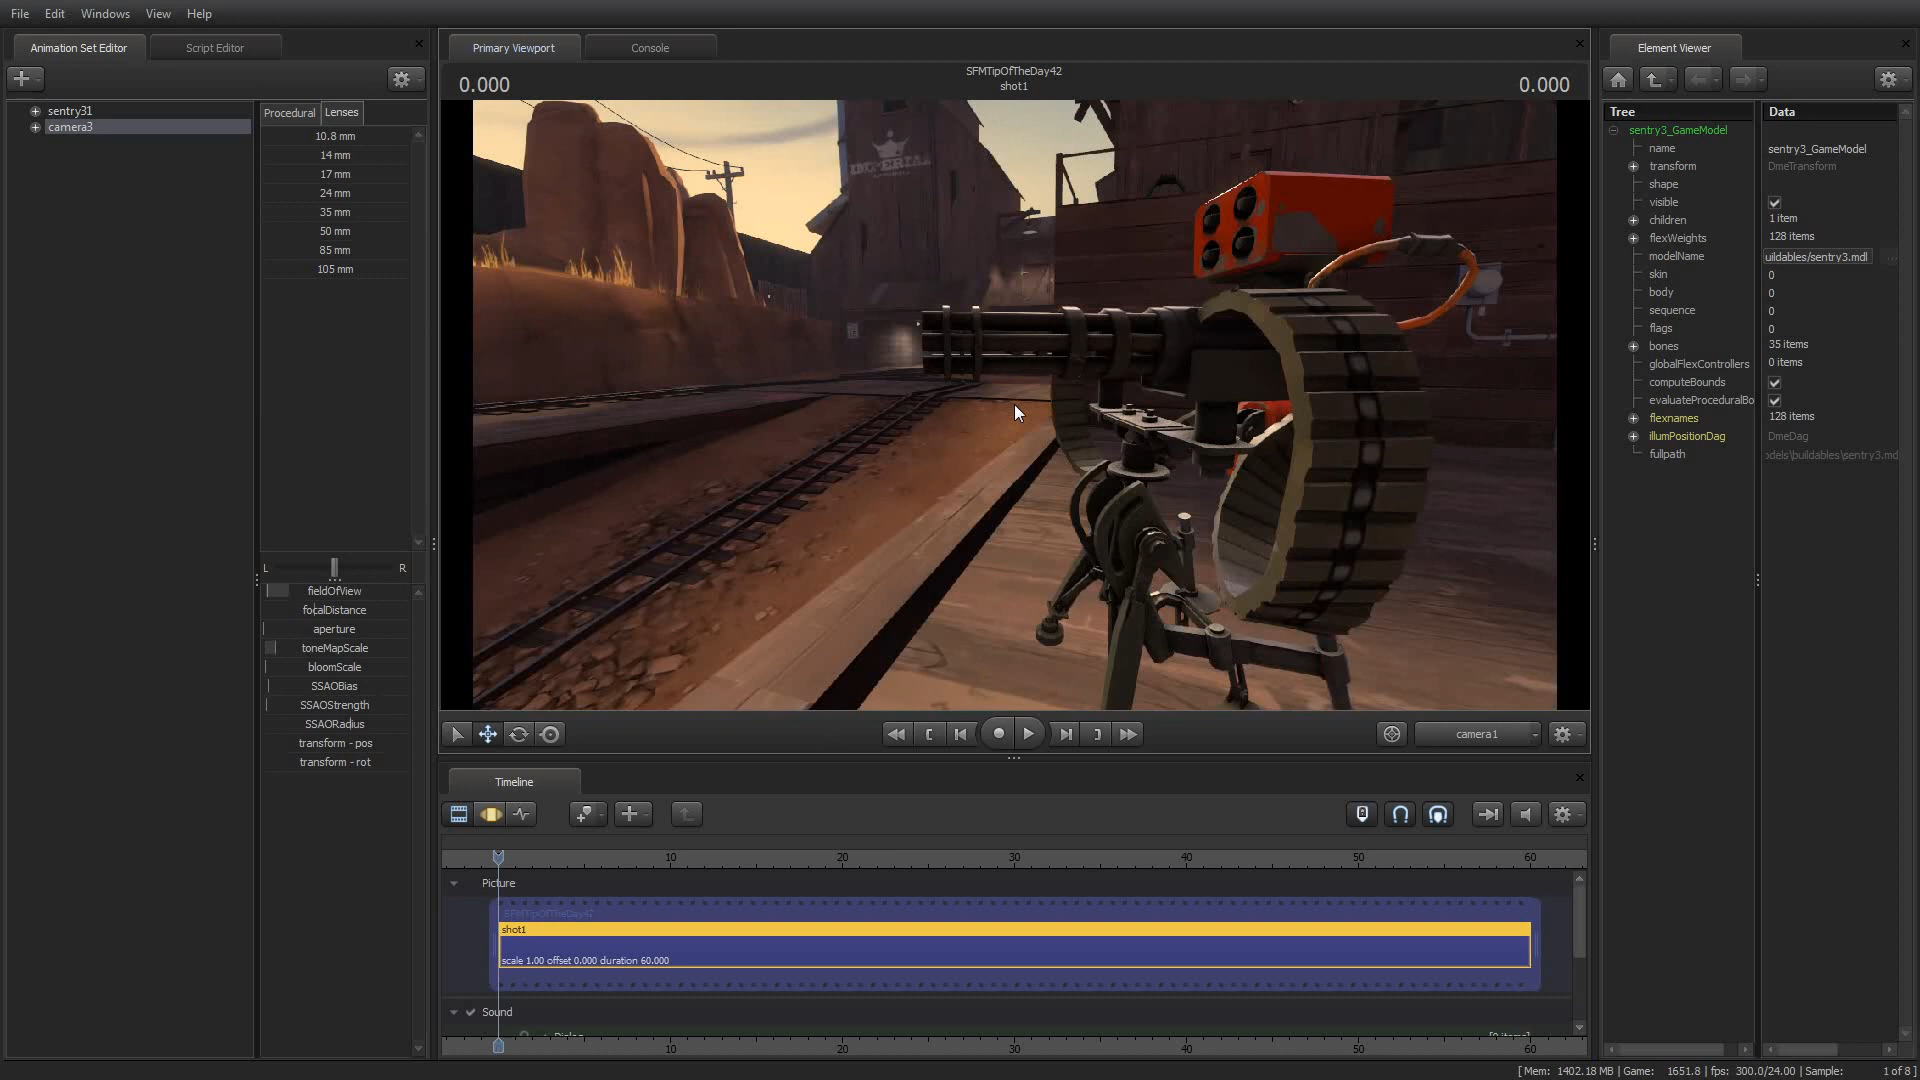 File Edit Windows View Help
Animation Set Editor Script Editor
sentry31
camera3
Procedural Lenses
10.8 mm
14 mm
17 mm
24 mm
35 mm
50 mm
85 mm
105 mm
L R
fieldOfView
focalDistance
aperture
toneMapScale
bloomScale
SSAOBias
SSAOStrength
SSAORadius
transform - pos
transform - rot
Primary Viewport Console
SFMTipOfTheDay42
0.000 shot1 0.000
IMPERIAL
camera1
Timeline
10 20 30 40 50 60
Picture
SFMTipOfTheDay42
shot1
scale 1.00 offset 0.000 duration 60.000
Sound
10 20 30 40 50 60
Element Viewer
Tree Data
sentry3_GameModel
name sentry3_GameModel
transform DmeTransform
shape
visible
children 1 item
flexWeights 128 items
modelName uildables/sentry3.mdl
skin 0
body 0
sequence 0
flags 0
bones 35 items
globalFlexControllers 0 items
computeBounds
evaluateProceduralBo
flexnames 128 items
illumPositionDag DmeDag
fullpath odels\buildables\sentry3.md
[ Mem: 1402.18 MB | Game: 1651.8 | fps: 300.0/24.00 | Sample: 1 of 8 ]